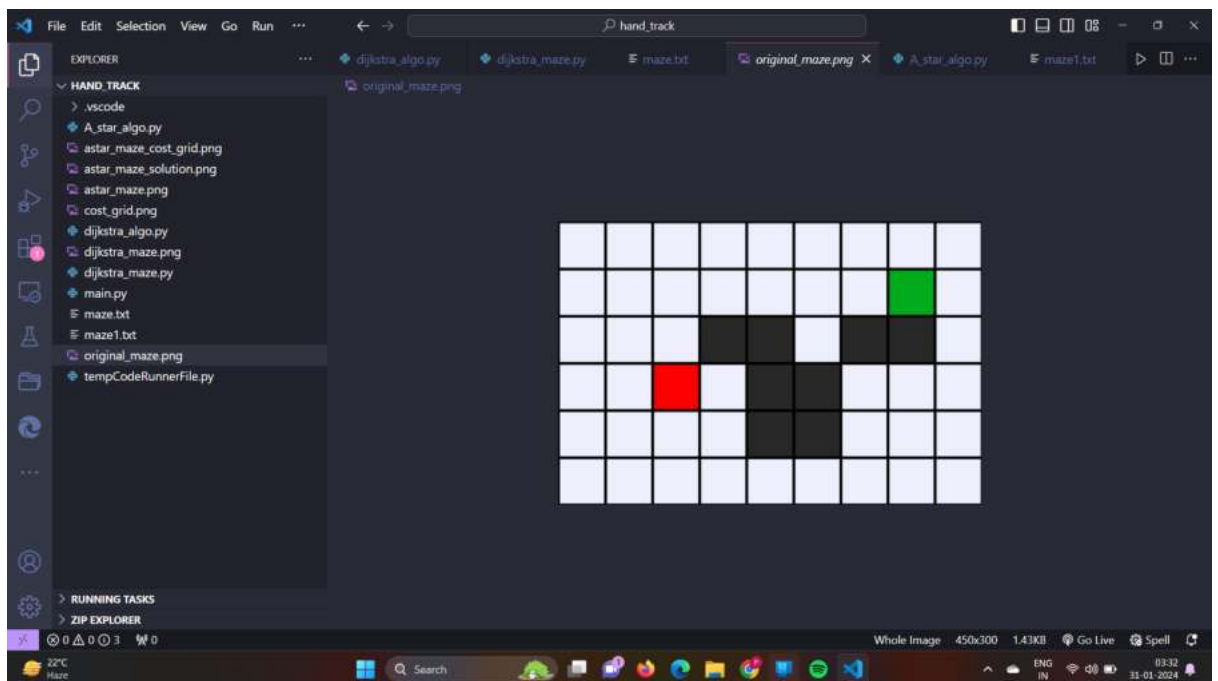 File Edit Selection View Go Run ··· hand_track
EXPLORER ··· dijkstra_algo.py dijkstra_maze.py maze.txt original_maze.png A_star_algo.py maze1.txt ···
HAND_TRACK original_maze.png
.vscode
A_star_algo.py
astar_maze_cost_grid.png
astar_maze_solution.png
astar_maze.png
cost_grid.png
dijkstra_algo.py
dijkstra_maze.png
dijkstra_maze.py
main.py
maze.txt
maze1.txt
original_maze.png
tempCodeRunnerFile.py
1
RUNNING TASKS
ZIP EXPLORER
0 0 3 0 Whole Image 450x300 1.43KB Go Live Spell
22°C
Haze
Search
ENG
IN
03:32
31-01-2024